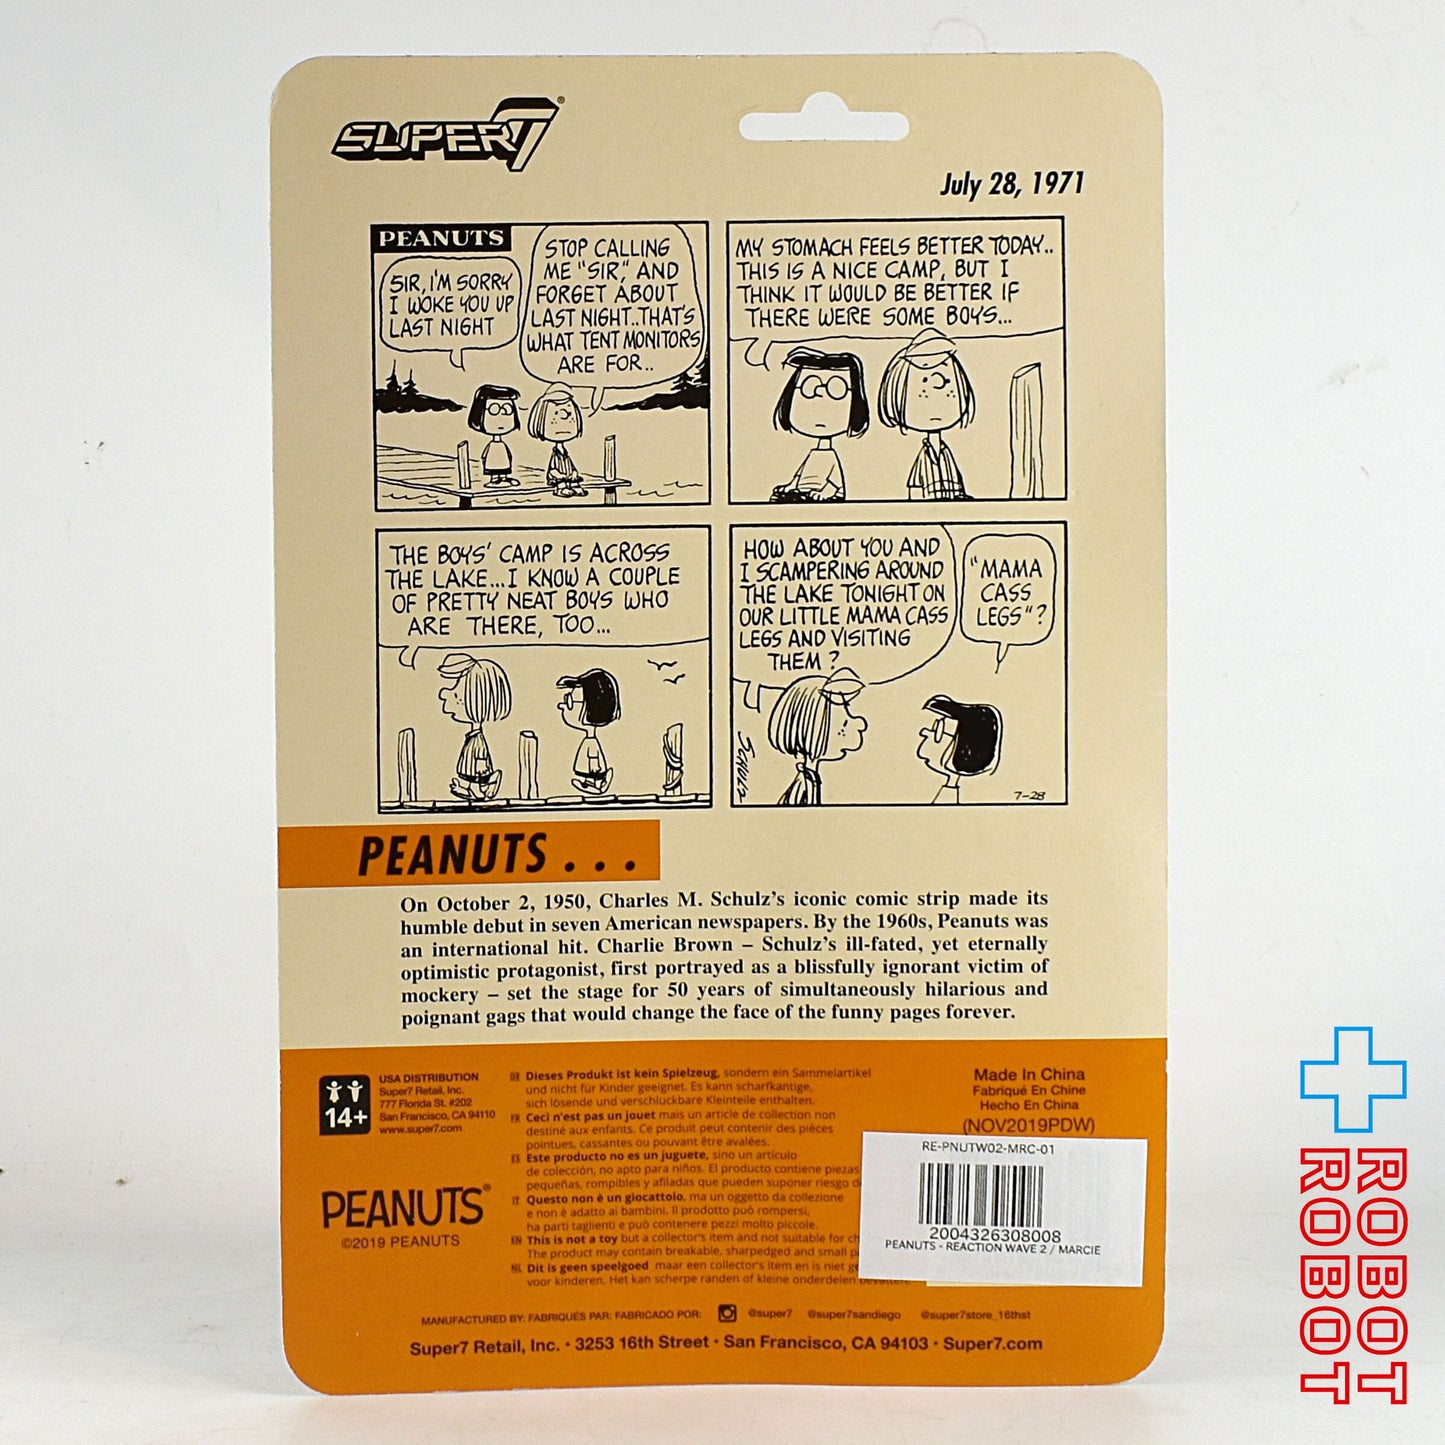 SUPER7
July 28, 1971
PEANUTS
SIR, I'M SORRY
I WOKE YOU UP
LAST NIGHT
STOP CALLING
ME "SIR," AND
FORGET ABOUT
LAST NIGHT..THAT'S
WHAT TENT MONITORS
ARE FOR..
MY STOMACH FEELS BETTER TODAY..
THIS IS A NICE CAMP, BUT I
THINK IT WOULD BE BETTER IF
THERE WERE SOME BOYS...
THE BOYS' CAMP IS ACROSS
THE LAKE...I KNOW A COUPLE
OF PRETTY NEAT BOYS WHO
ARE THERE, TOO...
HOW ABOUT YOU AND
I SCAMPERING AROUND
THE LAKE TONIGHT ON
OUR LITTLE MAMA CASS
LEGS AND VISITING
THEM?
"MAMA
CASS
LEGS"?
SCHULZ
7-28
PEANUTS . . .
On October 2, 1950, Charles M. Schulz's iconic comic strip made its
humble debut in seven American newspapers. By the 1960s, Peanuts was
an international hit. Charlie Brown – Schulz's ill-fated, yet eternally
optimistic protagonist, first portrayed as a blissfully ignorant victim of
mockery – set the stage for 50 years of simultaneously hilarious and
poignant gags that would change the face of the funny pages forever.
14+
USA DISTRIBUTION
Super7 Retail, Inc.
777 Florida St. #202
San Francisco, CA 94110
www.super7.com
PEANUTS®
©2019 PEANUTS
DE Dieses Produkt ist kein Spielzeug, sondern ein Sammelartikel
und nicht für Kinder geeignet. Es kann scharfkantige,
sich lösende und verschluckbare Kleinteile enthalten.
FR Ceci n'est pas un jouet mais un article de collection non
destiné aux enfants. Ce produit peut contenir des pièces
pointues, cassantes ou pouvant être avalées.
ES Este producto no es un juguete, sino un artículo
de colección, no apto para niños. El producto contiene piezas
pequeñas, rompibles y afiladas que pueden suponer riesgo d
IT Questo non è un giocattolo, ma un oggetto da collezione
e non è adatto ai bambini. Il prodotto può rompersi,
ha parti taglienti e può contenere pezzi molto piccole.
EN This is not a toy but a collector's item and not suitable for ch
The product may contain breakable, sharpedged and small p
NL Dit is geen speelgoed maar een collector's item en is niet ge
voor kinderen. Het kan scherpe randen of kleine onderdelen bevatten.
Made In China
Fabriqué En Chine
Hecho En China
(NOV2019PDW)
RE-PNUTW02-MRC-01
2004326308008
PEANUTS - REACTION WAVE 2 / MARCIE
MANUFACTURED BY: FABRIQUÉS PAR: FABRICADO POR:
@super7 @super7sandiego @super7store_16thst
Super7 Retail, Inc. · 3253 16th Street · San Francisco, CA 94103 · Super7.com
ROBOT
ROBOT